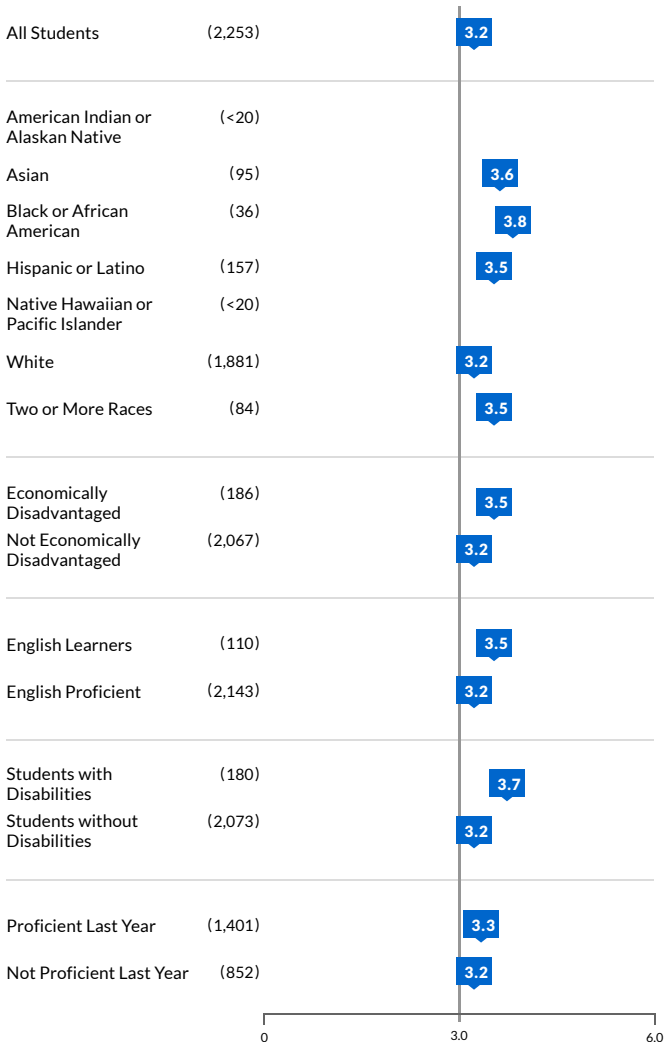 All Students (2,253) 3.2
American Indian or (<20)
Alaskan Native
Asian (95) 3.6
Black or African (36) 3.8
American
Hispanic or Latino (157) 3.5
Native Hawaiian or (<20)
Pacific Islander
White (1,881) 3.2
Two or More Races (84) 3.5
Economically (186) 3.5
Disadvantaged
Not Economically (2,067) 3.2
Disadvantaged
English Learners (110) 3.5
English Proficient (2,143) 3.2
Students with (180) 3.7
Disabilities
Students without (2,073) 3.2
Disabilities
Proficient Last Year (1,401) 3.3
Not Proficient Last Year (852) 3.2
0 3.0 6.0